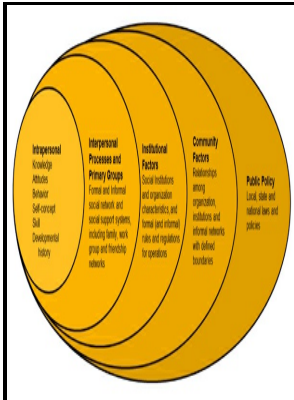 Intrapersonal
Knowledge
Attitudes
Behavior
Self-concept
Skill
Developmental
history
Interpersonal
Processes and
Primary Groups
Formal and Informal
social network and
social support systems,
including family, work
group and friendship
networks
Institutional
Factors
Social Institutions
and organization
characteristics, and
formal (and informal)
rules and regulations
for operations
Community
Factors
Relationships
among
organization,
institutions and
informal networks
with defined
boundaries
Public Policy
Local, state and
national laws and
policies